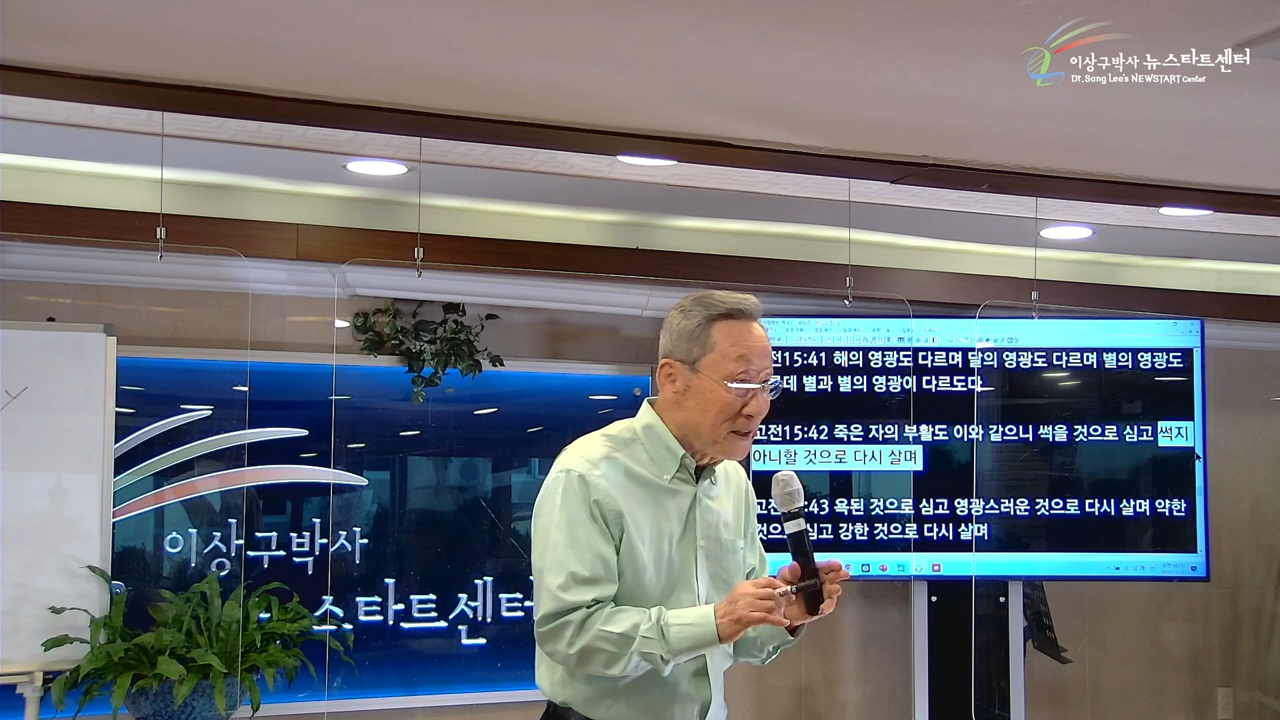 이상구박사 뉴스타트센터
Dr. Sang Lee's NEWSTART Center
전15:41 해의 영광도 다르며 달의 영광도 다르며 별의 영광도
데 별과 별의 영광이 다르도다
고전15:42 죽은 자의 부활도 이와 같으니 썩을 것으로 심고 썩지
아니할 것으로 다시 살며
고전 :43 욕된 것으로 심고 영광스러운 것으로 다시 살며 약한
것으 심고 강한 것으로 다시 살며
이상구박사
스타트센터